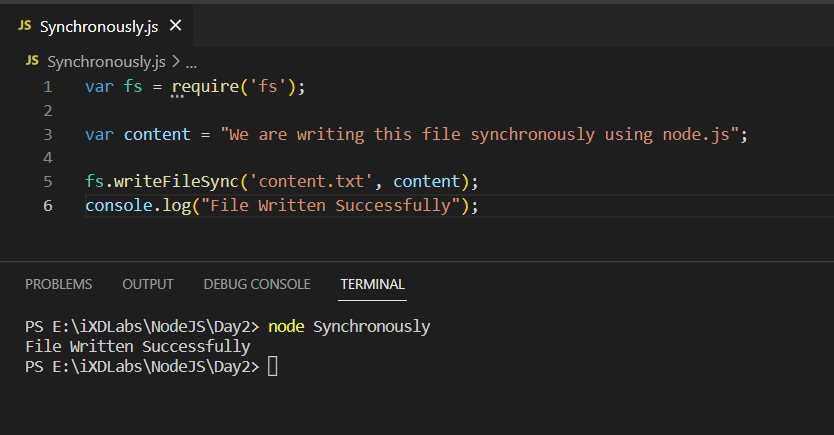 JS Synchronously.js ×
JS Synchronously.js > ...
1 var fs = require('fs');
2
3 var content = "We are writing this file synchronously using node.js";
4
5 fs.writeFileSync('content.txt', content);
6 console.log("File Written Successfully");
PROBLEMS OUTPUT DEBUG CONSOLE TERMINAL
PS E:\iXDLabs\NodeJS\Day2> node Synchronously
File Written Successfully
PS E:\iXDLabs\NodeJS\Day2>